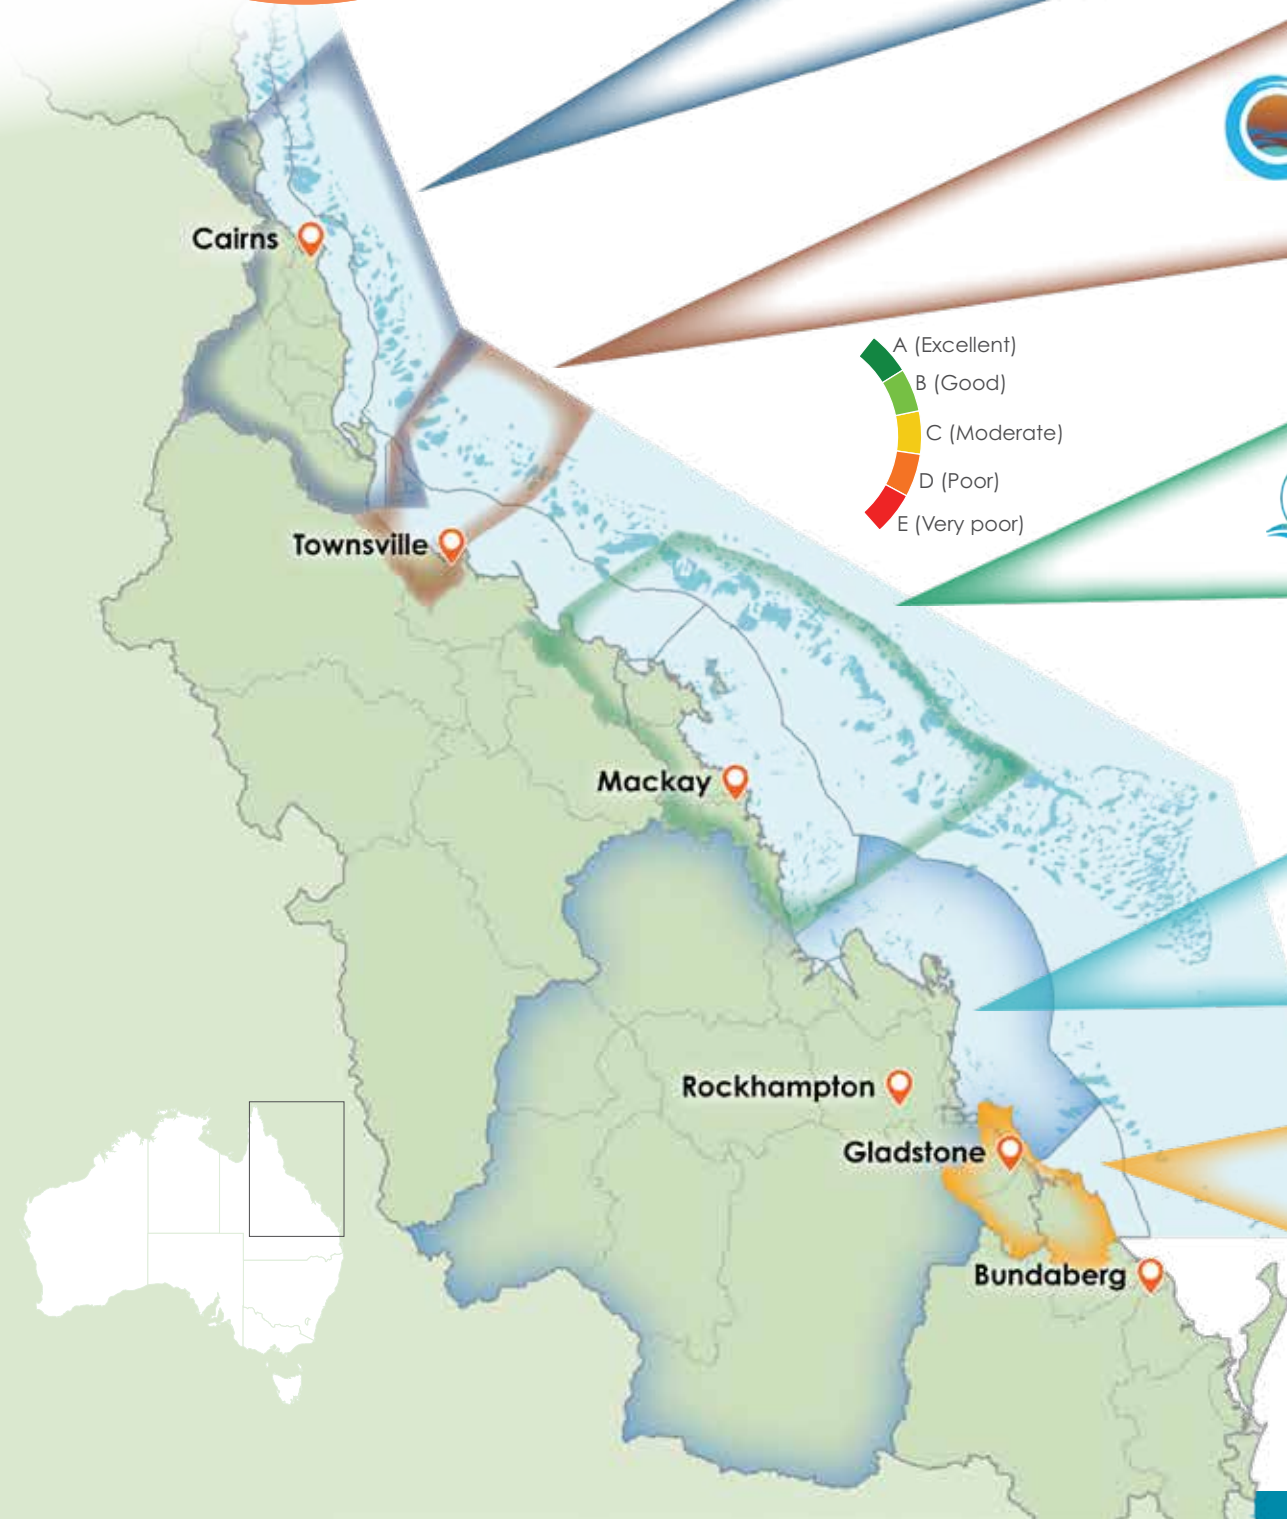 Cairns
A (Excellent)
B (Good)
C (Moderate)
D (Poor)
E (Very poor)
Townsville
Mackay
Rockhampton
Gladstone
Bundaberg